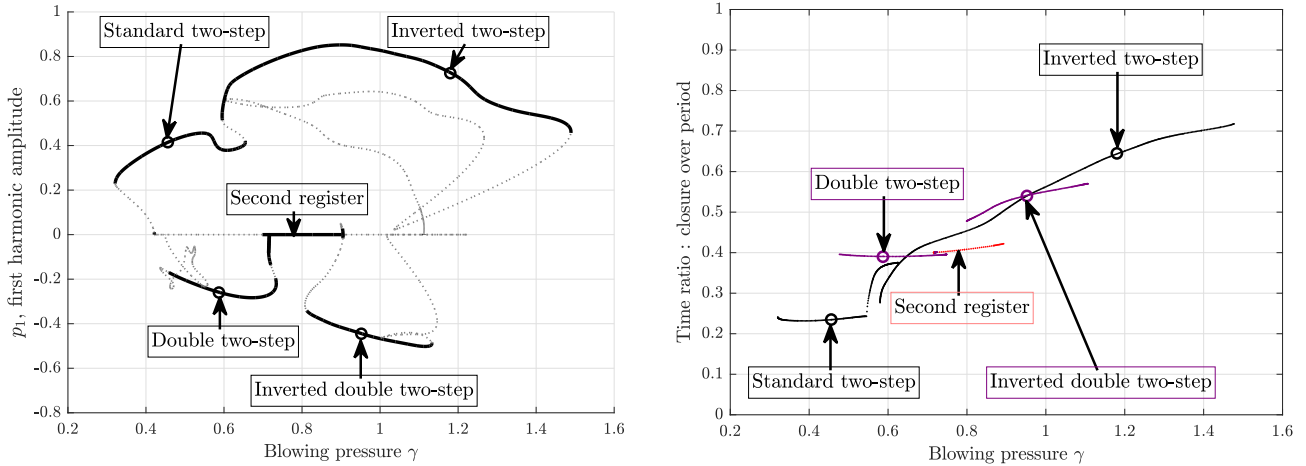 1
0.8
0.6
0.4
0.2
0
-0.2
-0.4
-0.6
-0.8
p1, first harmonic amplitude
Standard two-step
Inverted two-step
Second register
Double two-step
Inverted double two-step
0.2 0.4 0.6 0.8 1 1.2 1.4 1.6
Blowing pressure γ
1
0.9
0.8
0.7
0.6
0.5
0.4
0.3
0.2
0.1
0
Time ratio : closure over period
Inverted two-step
Double two-step
Second register
Standard two-step
Inverted double two-step
0.2 0.4 0.6 0.8 1 1.2 1.4 1.6
Blowing pressure γ